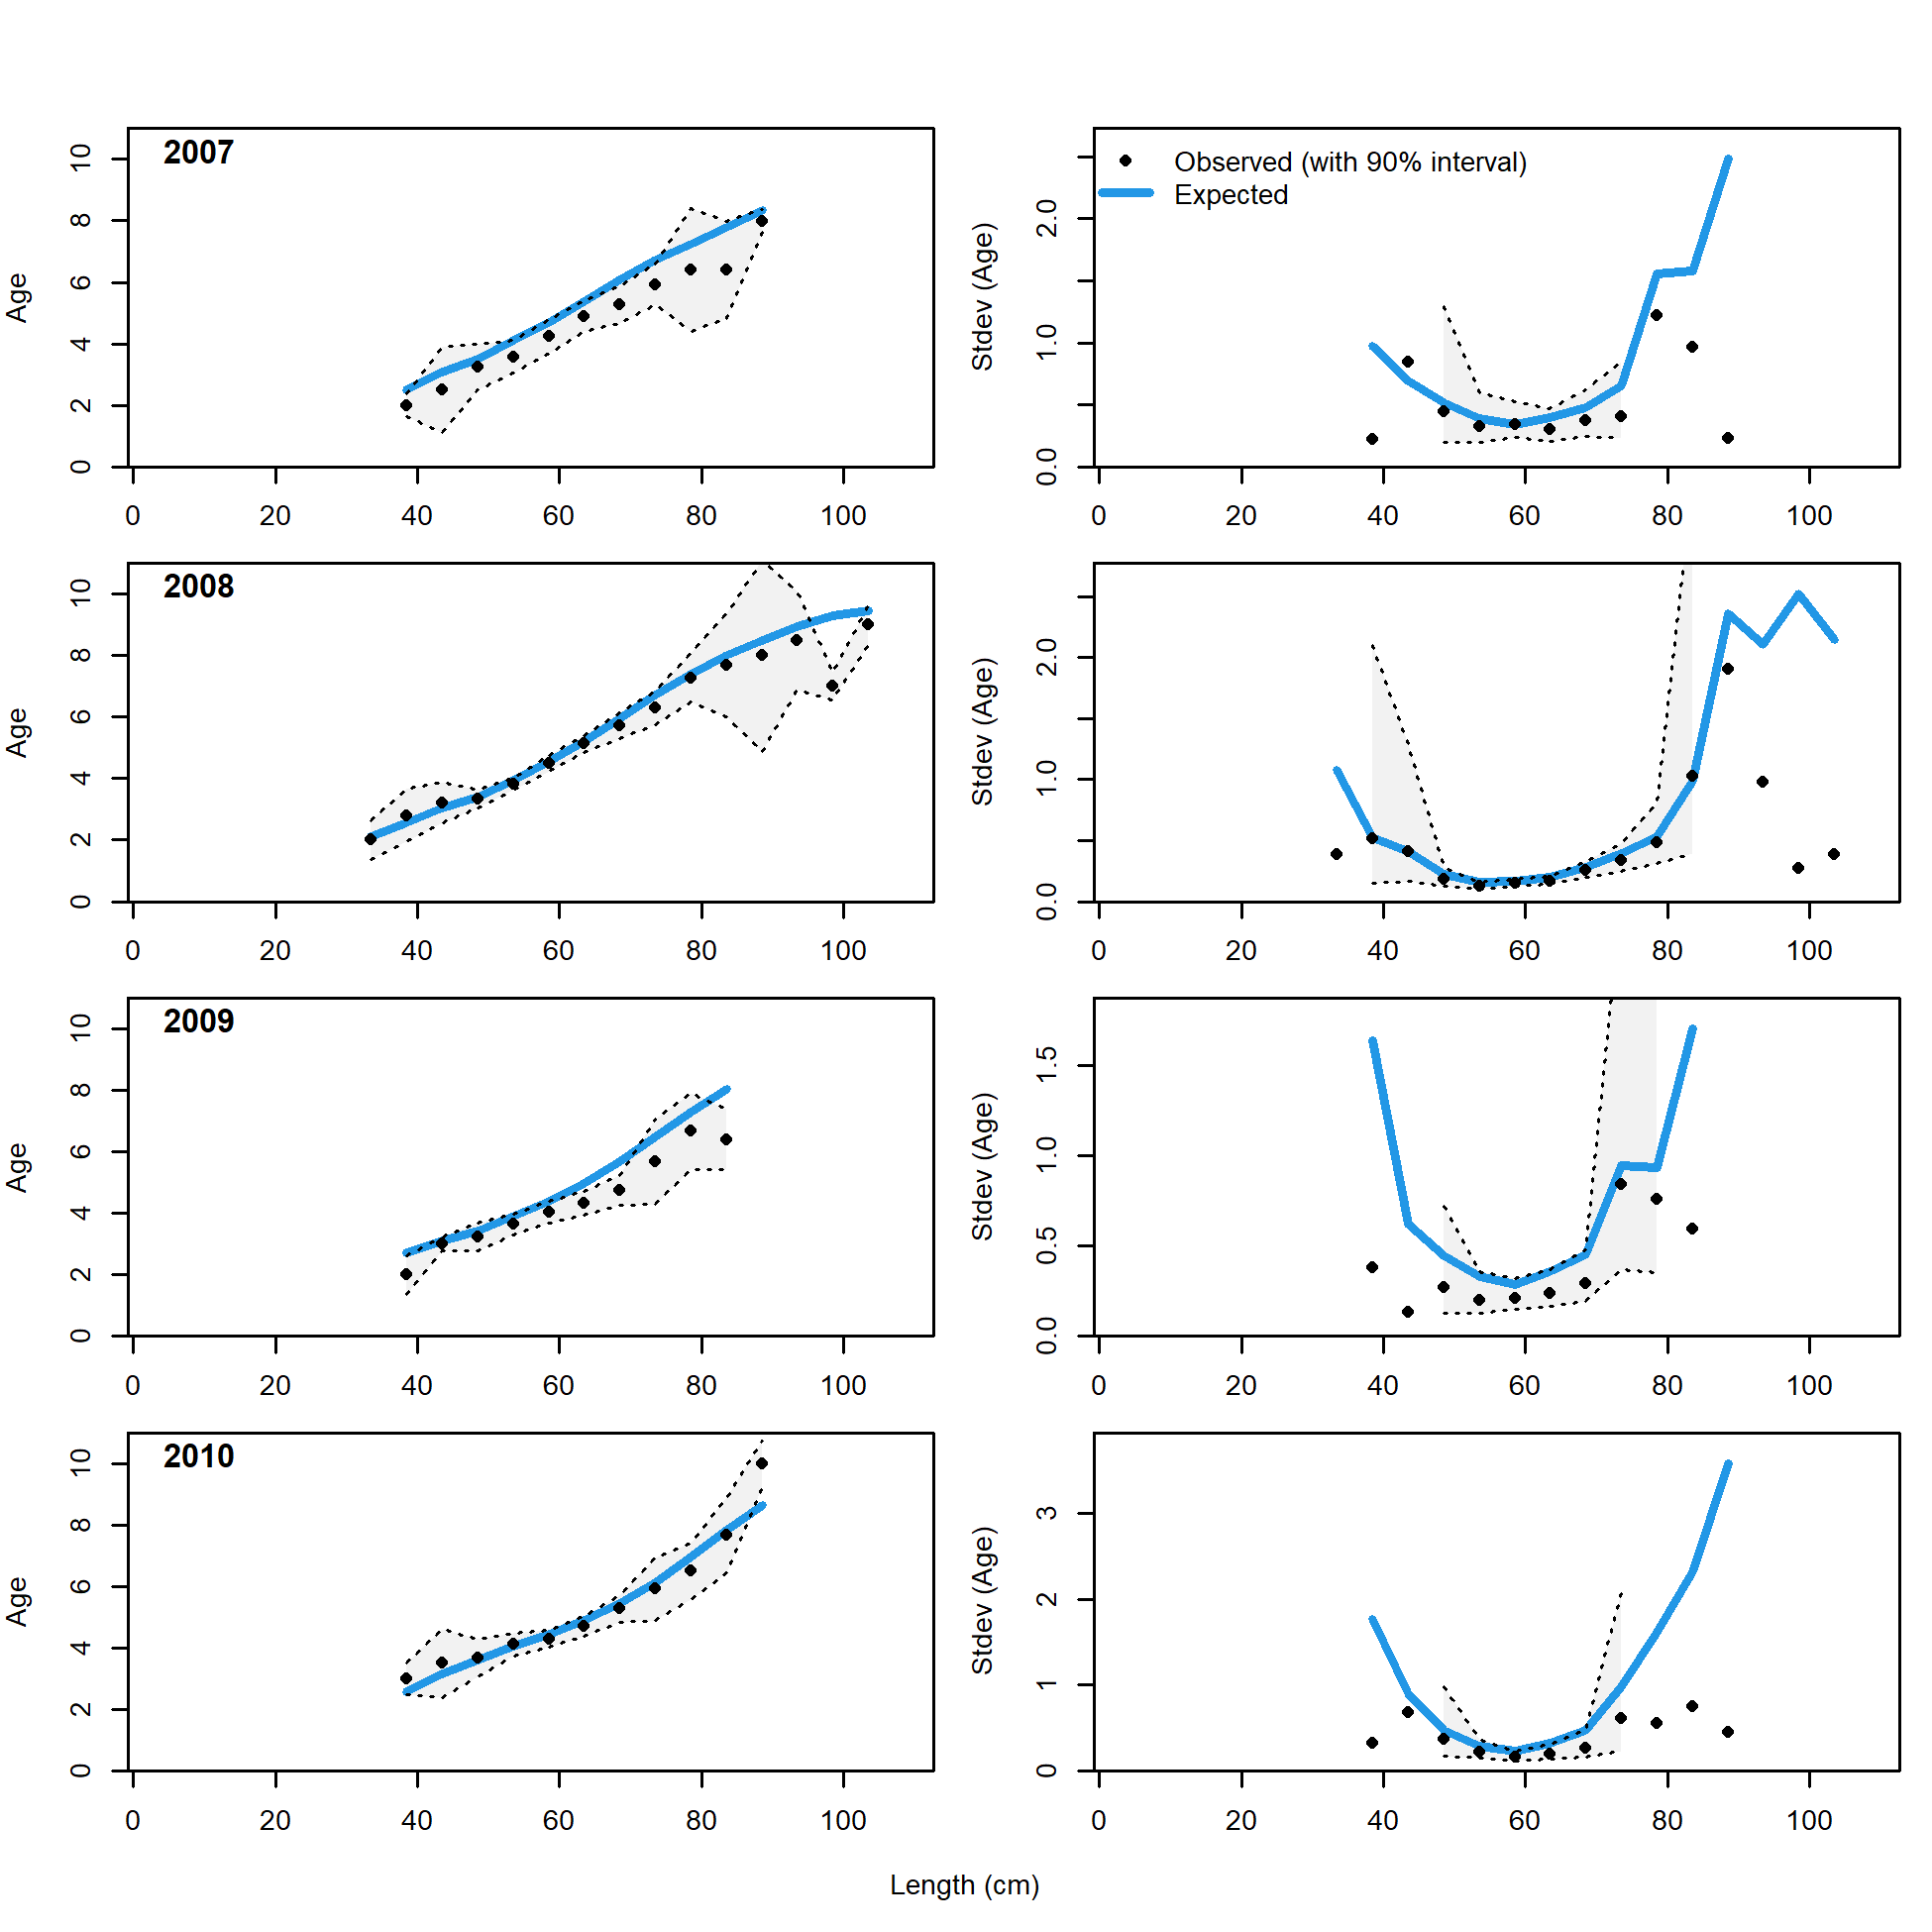 2007
Age
0 2 4 6 8 10
0 20 40 60 80 100
Observed (with 90% interval)
Expected
Stdev (Age)
0.0 1.0 2.0
0 20 40 60 80 100
2008
Age
0 2 4 6 8 10
0 20 40 60 80 100
Stdev (Age)
0.0 1.0 2.0
0 20 40 60 80 100
2009
Age
0 2 4 6 8 10
0 20 40 60 80 100
Stdev (Age)
0.0 0.5 1.0 1.5
0 20 40 60 80 100
2010
Age
0 2 4 6 8 10
0 20 40 60 80 100
Stdev (Age)
0 1 2 3
0 20 40 60 80 100
Length (cm)